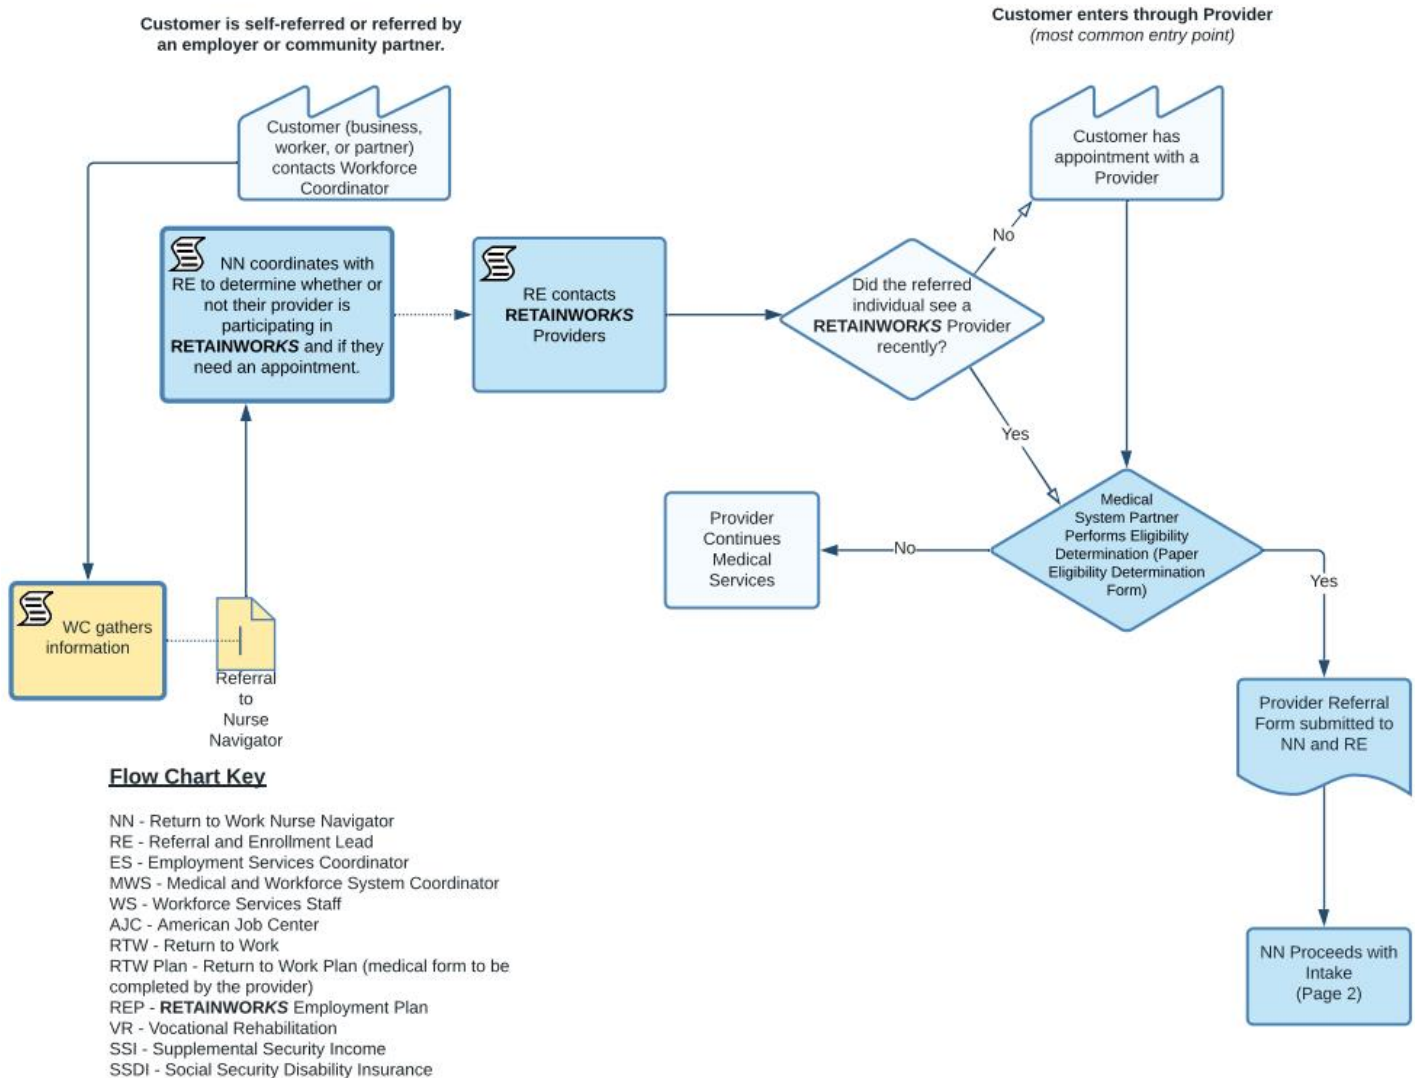 Customer is self-referred or referred by
an employer or community partner.
Customer enters through Provider
(most common entry point)
Customer (business,
worker, or partner)
contacts Workforce
Coordinator
Customer has
appointment with a
Provider
NN coordinates with
RE to determine whether or
not their provider is
participating in
RETAINWORKS and if they
need an appointment.
RE contacts
RETAINWORKS
Providers
Did the referred
individual see a
RETAINWORKS Provider
recently?
No
Yes
Medical
System Partner
Performs Eligibility
Determination (Paper
Eligibility Determination
Form)
No
Provider
Continues
Medical
Services
Yes
WC gathers
information
Referral
to
Nurse
Navigator
Provider Referral
Form submitted to
NN and RE
NN Proceeds with
Intake
(Page 2)
Flow Chart Key
NN - Return to Work Nurse Navigator
RE - Referral and Enrollment Lead
ES - Employment Services Coordinator
MWS - Medical and Workforce System Coordinator
WS - Workforce Services Staff
AJC - American Job Center
RTW - Return to Work
RTW Plan - Return to Work Plan (medical form to be
completed by the provider)
REP - RETAINWORKS Employment Plan
VR - Vocational Rehabilitation
SSI - Supplemental Security Income
SSDI - Social Security Disability Insurance